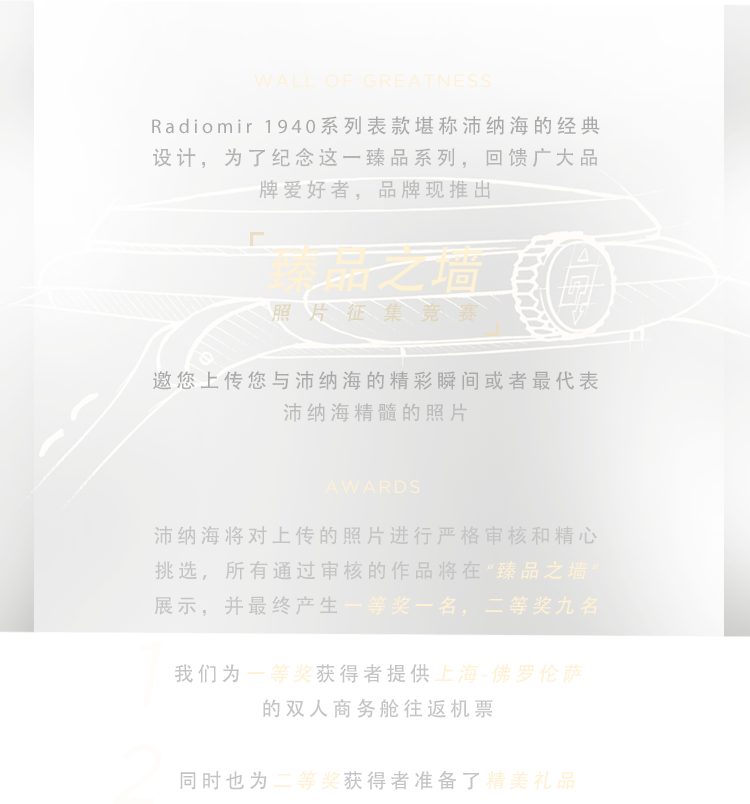 WALL OF GREATNESS
Radiomir 1940系列表款堪称沛纳海的经典
设计，为了纪念这一臻品系列，回馈广大品
牌爱好者，品牌现推出
臻品之墙
照片征集竞赛
邀您上传您与沛纳海的精彩瞬间或者最代表
沛纳海精髓的照片
AWARDS
沛纳海将对上传的照片进行严格审核和精心
挑选，所有通过审核的作品将在“臻品之墙”
展示，并最终产生一等奖一名，二等奖九名
1
我们为一等奖获得者提供上海-佛罗伦萨
的双人商务舱往返机票
2
同时也为二等奖获得者准备了精美礼品